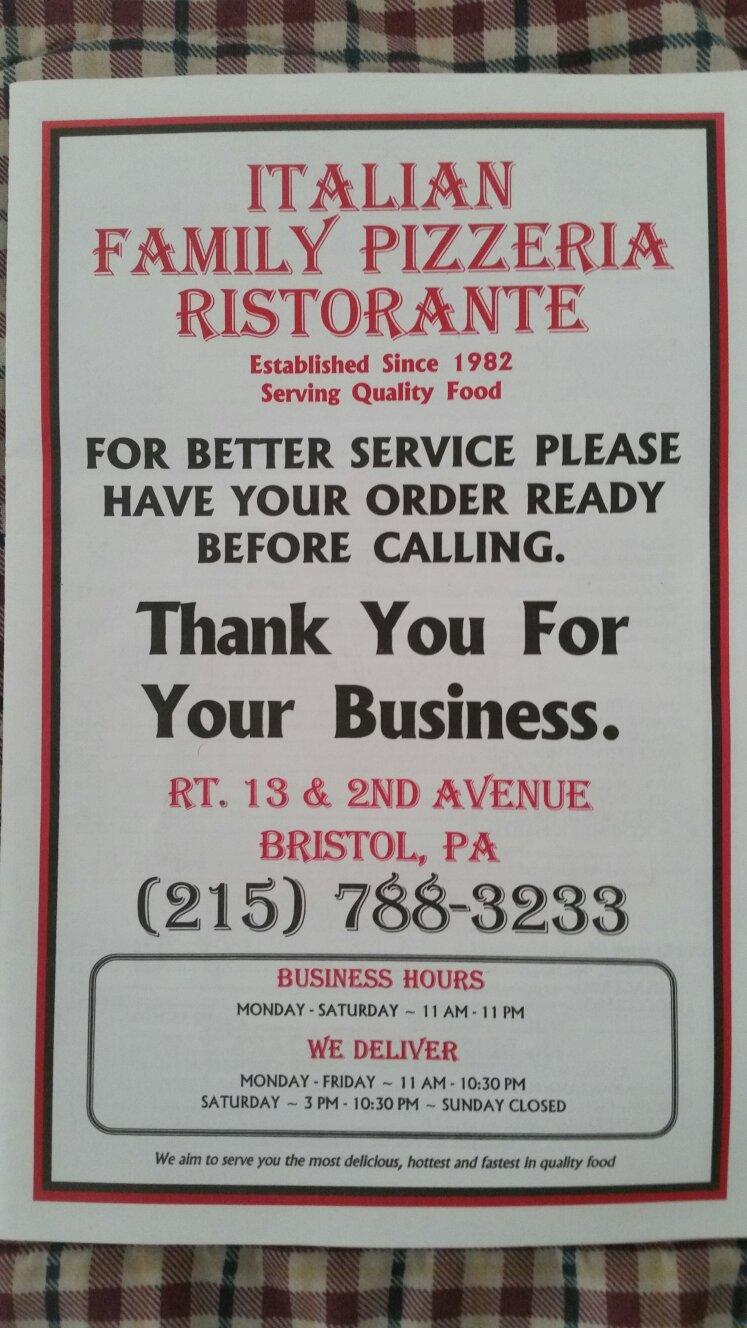 ITALIAN
FAMILY PIZZERIA
RISTORANTE
Established Since 1982
Serving Quality Food
FOR BETTER SERVICE PLEASE
HAVE YOUR ORDER READY
BEFORE CALLING.
Thank You For
Your Business.
RT. 13 & 2ND AVENUE
BRISTOL, PA
(215) 788-3233
BUSINESS HOURS
MONDAY - SATURDAY ~ 11 AM - 11 PM
WE DELIVER
MONDAY - FRIDAY ~ 11 AM - 10:30 PM
SATURDAY ~ 3 PM - 10:30 PM ~ SUNDAY CLOSED
We aim to serve you the most delicious, hottest and fastest in quality food